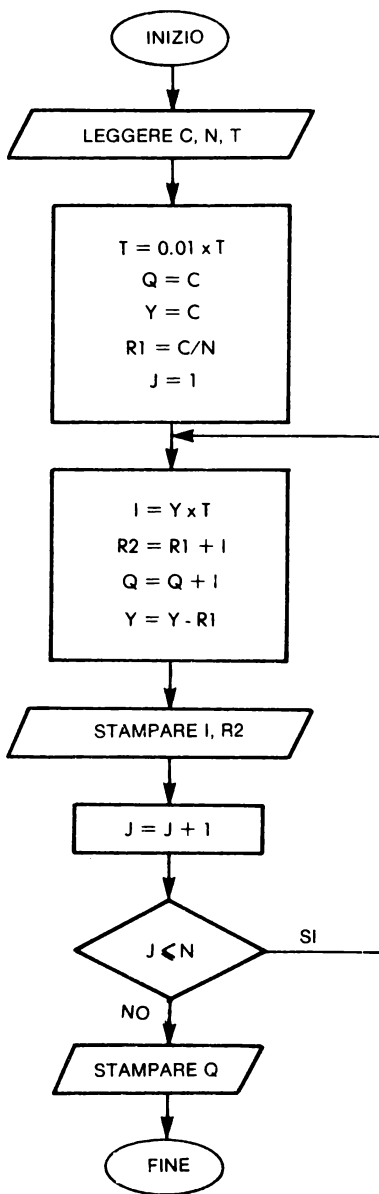 INIZIO
LEGGERE C, N, T
T = 0.01 x T
Q = C
Y = C
R1 = C/N
J = 1
I = Y x T
R2 = R1 + I
Q = Q + I
Y = Y - R1
STAMPARE I, R2
J = J + 1
J ⩽ N
SI
NO
STAMPARE Q
FINE